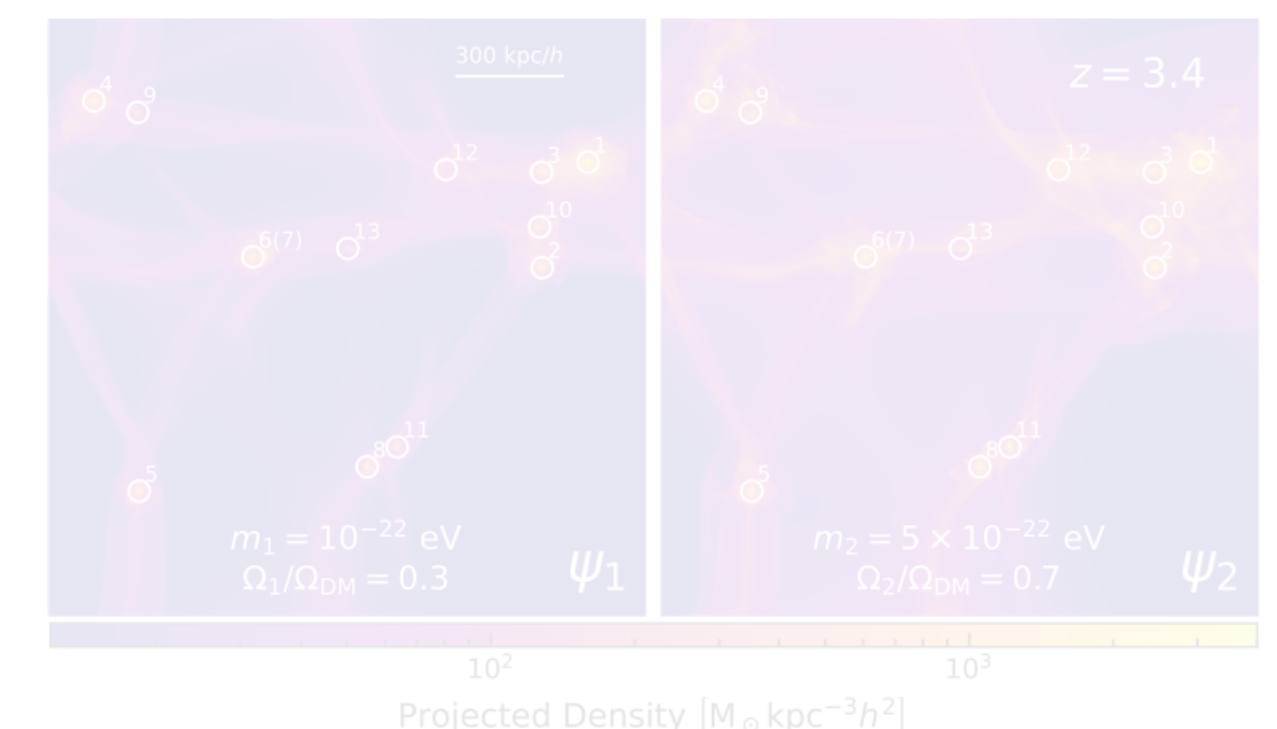 300 kpc/h
z = 3.4
4
9
12
3
1
10
6(7)
13
2
11
8
5
m₁ = 10⁻²² eV
Ω₁/Ω_DM = 0.3
ψ₁
4
9
12
3
1
10
6(7)
13
2
11
8
5
m₂ = 5 × 10⁻²² eV
Ω₂/Ω_DM = 0.7
ψ₂
10²
10³
Projected Density [M☉ kpc⁻³h²]